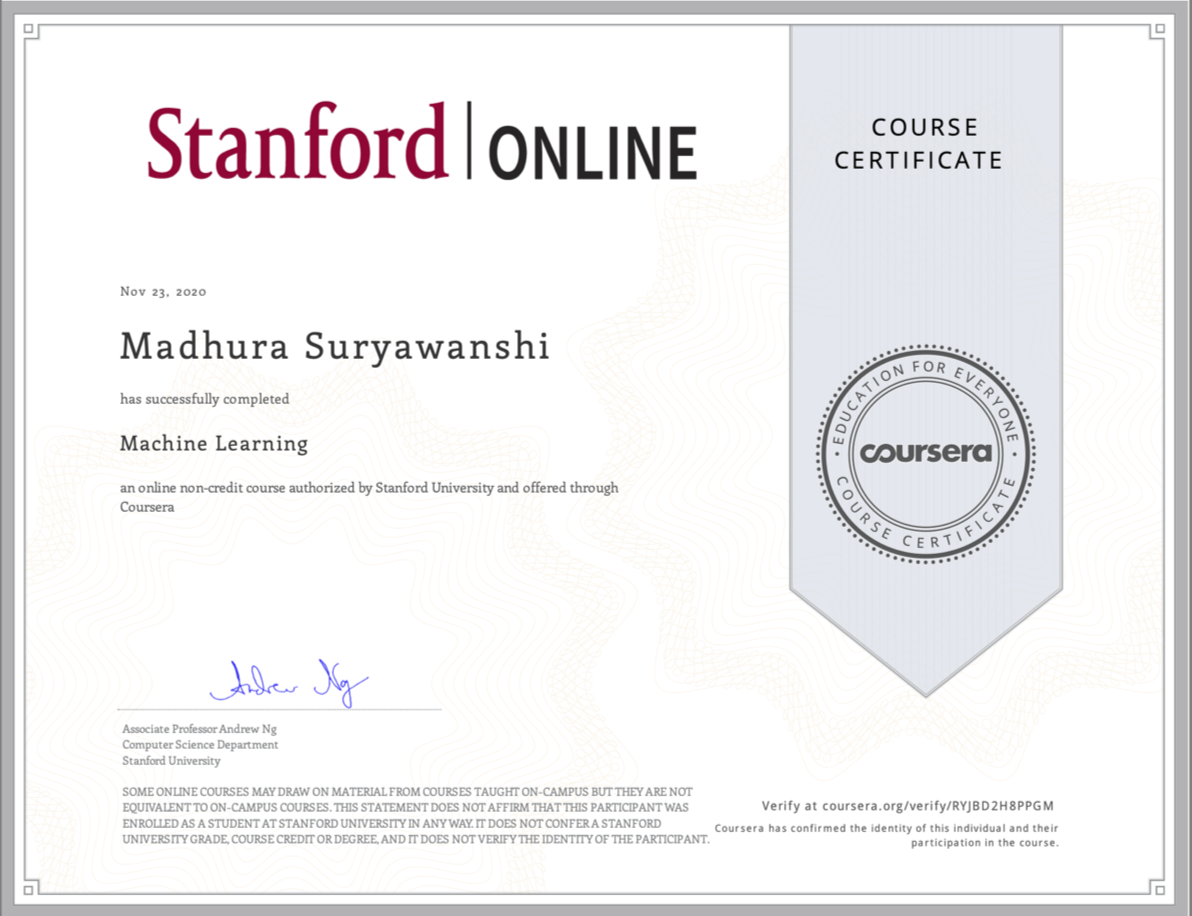 Stanford | ONLINE
COURSE
CERTIFICATE
Nov 23, 2020
Madhura Suryawanshi
has successfully completed
Machine Learning
an online non-credit course authorized by Stanford University and offered through
Coursera
EDUCATION FOR EVERYONE
coursera
COURSE CERTIFICATE
Andrew Ng
Associate Professor Andrew Ng
Computer Science Department
Stanford University
SOME ONLINE COURSES MAY DRAW ON MATERIAL FROM COURSES TAUGHT ON-CAMPUS BUT THEY ARE NOT
EQUIVALENT TO ON-CAMPUS COURSES. THIS STATEMENT DOES NOT AFFIRM THAT THIS PARTICIPANT WAS
ENROLLED AS A STUDENT AT STANFORD UNIVERSITY IN ANY WAY. IT DOES NOT CONFER A STANFORD
UNIVERSITY GRADE, COURSE CREDIT OR DEGREE, AND IT DOES NOT VERIFY THE IDENTITY OF THE PARTICIPANT.
Verify at coursera.org/verify/RYJBD2H8PPGM
Coursera has confirmed the identity of this individual and their
participation in the course.